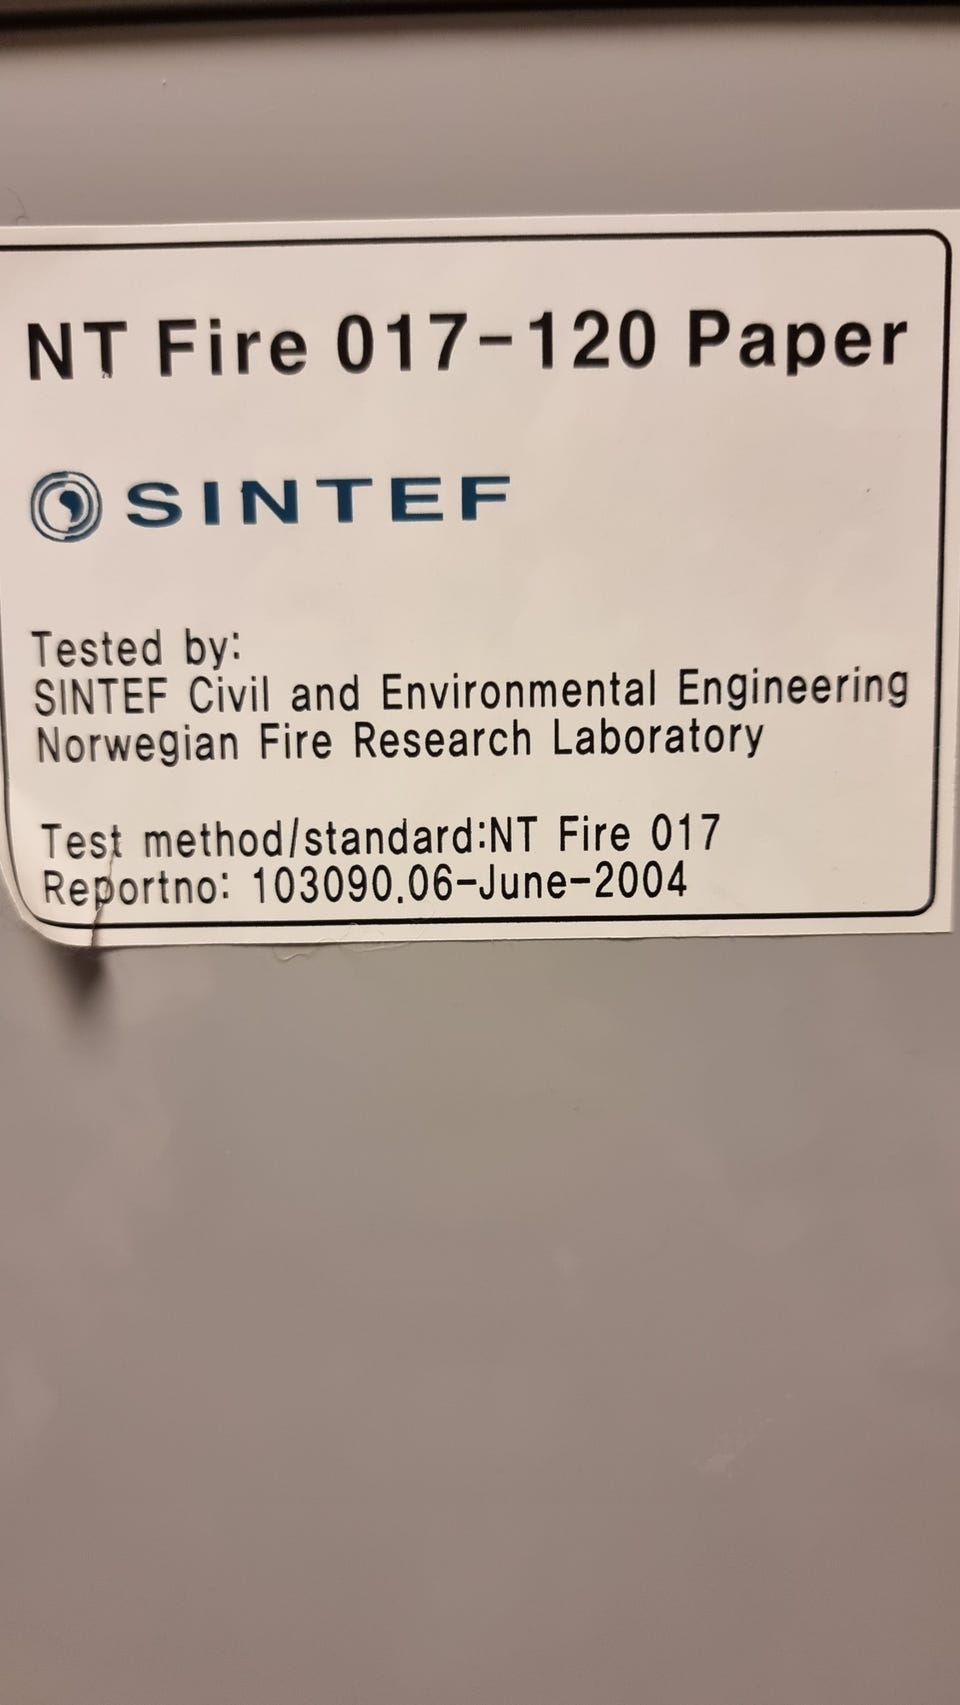 NT Fire 017-120 Paper
SINTEF
Tested by:
SINTEF Civil and Environmental Engineering
Norwegian Fire Research Laboratory
Test method/standard:NT Fire 017
Reportno: 103090.06-June-2004